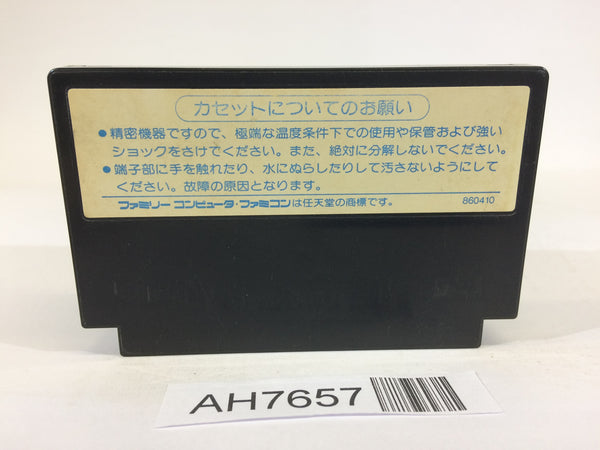 カセットについてのお願い
●精密機器ですので、極端な温度条件下での使用や保管および強い
ショックをさけてください。また、絶対に分解しないでください。
●端子部に手を触れたり、水にぬらしたりして汚さないようにして
ください。故障の原因となります。
ファミリー コンピュータ・ファミコンは任天堂の商標です。 860410
AH7657